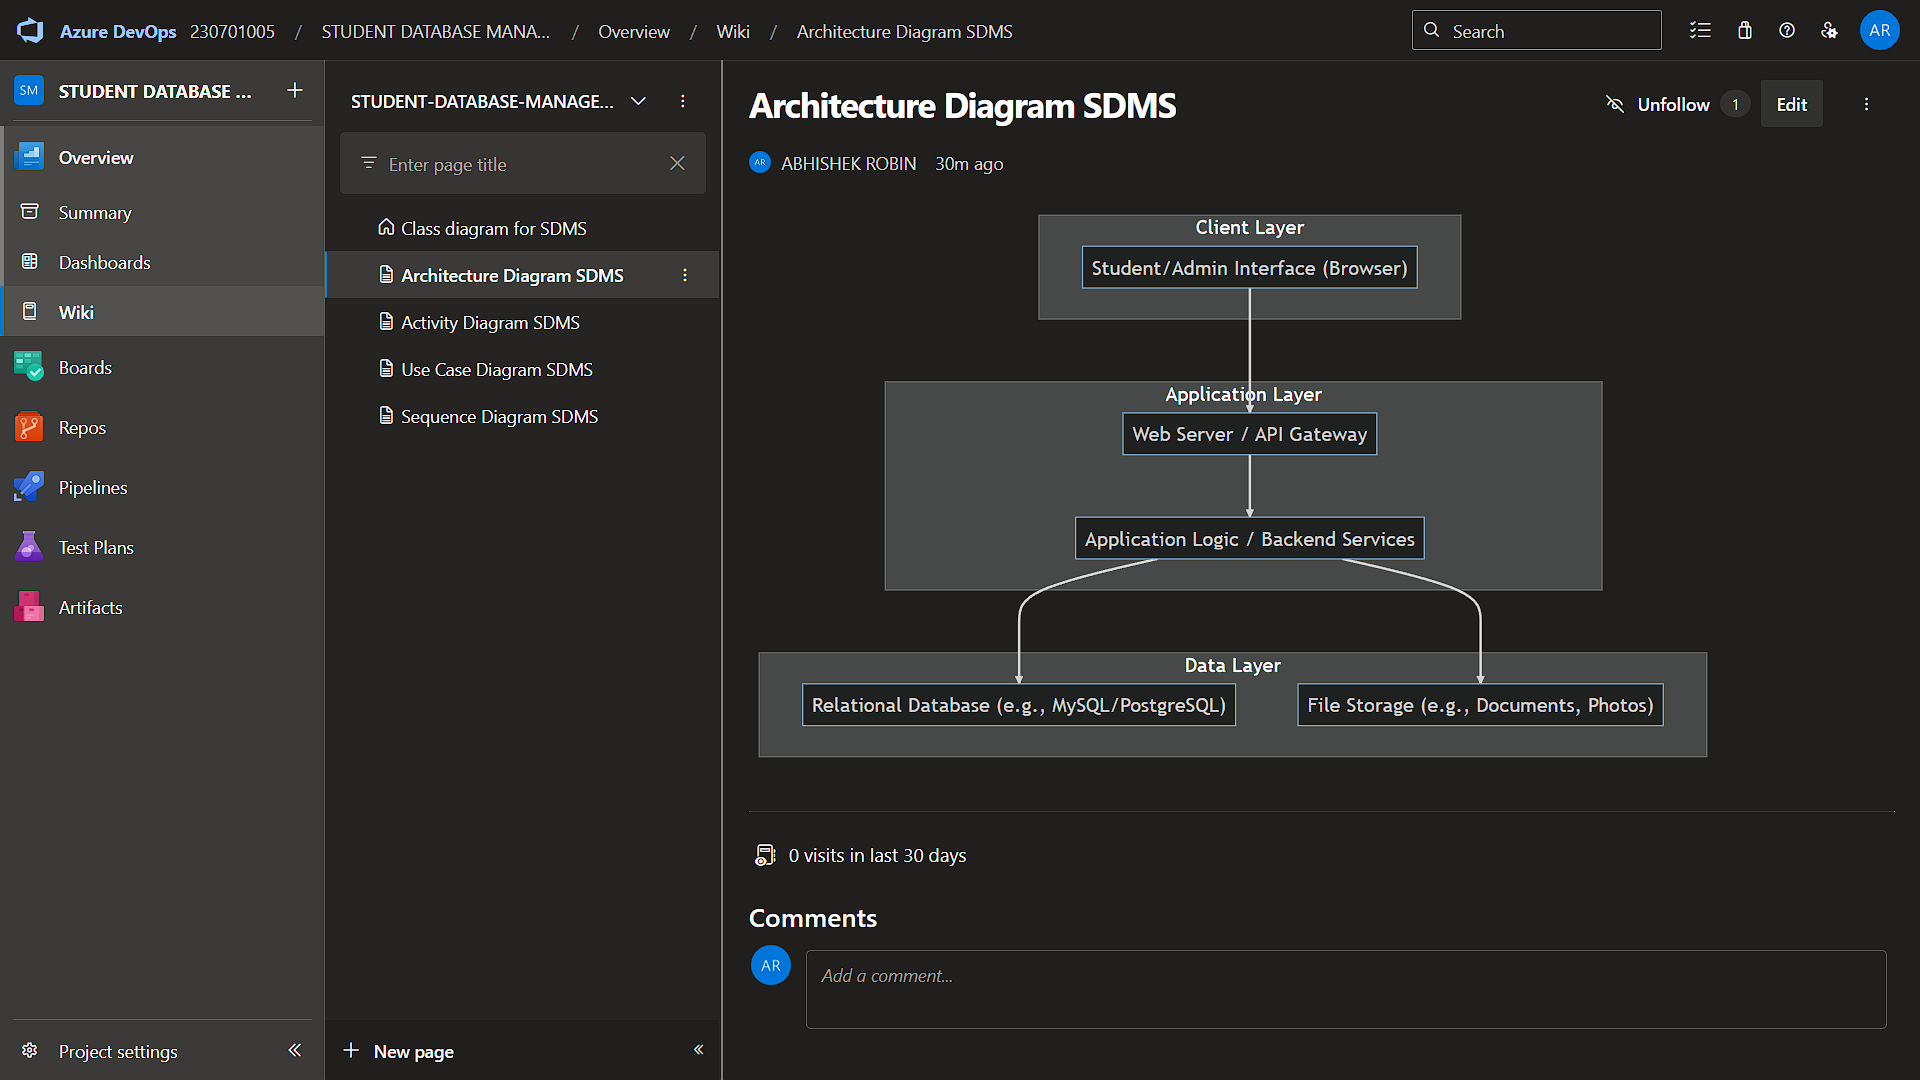 Azure DevOps 230701005 / STUDENT DATABASE MANA... / Overview / Wiki / Architecture Diagram SDMS
Search
AR
SM STUDENT DATABASE ...
Overview
Summary
Dashboards
Wiki
Boards
Repos
Pipelines
Test Plans
Artifacts
Project settings
STUDENT-DATABASE-MANAGE...
Enter page title
Class diagram for SDMS
Architecture Diagram SDMS
Activity Diagram SDMS
Use Case Diagram SDMS
Sequence Diagram SDMS
New page
Architecture Diagram SDMS
Unfollow 1 Edit
AR ABHISHEK ROBIN 30m ago
Client Layer
Student/Admin Interface (Browser)
Application Layer
Web Server / API Gateway
Application Logic / Backend Services
Data Layer
Relational Database (e.g., MySQL/PostgreSQL)
File Storage (e.g., Documents, Photos)
0 visits in last 30 days
Comments
AR
Add a comment...